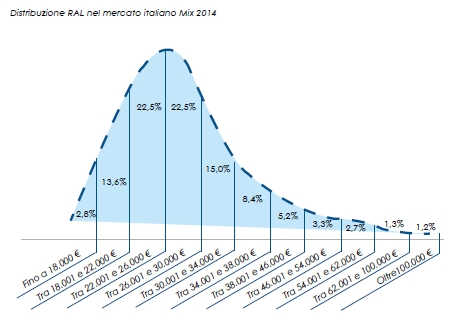 Distribuzione RAL nel mercato italiano Mix 2014
22,5%
22,5%
13,6%
15,0%
8,4%
2,8%
5,2%
3,3%
2,7%
1,3%
1,2%
Fino a 18.000 €
Tra 18.001 e 22.000 €
Tra 22.001 e 26.000 €
Tra 26.001 e 30.000 €
Tra 30.001 e 34.000 €
Tra 34.001 e 38.000 €
Tra 38.001 e 46.000 €
Tra 46.001 e 54.000 €
Tra 54.001 e 62.000 €
Tra 62.001 e 100.000 €
Oltre100.000 €